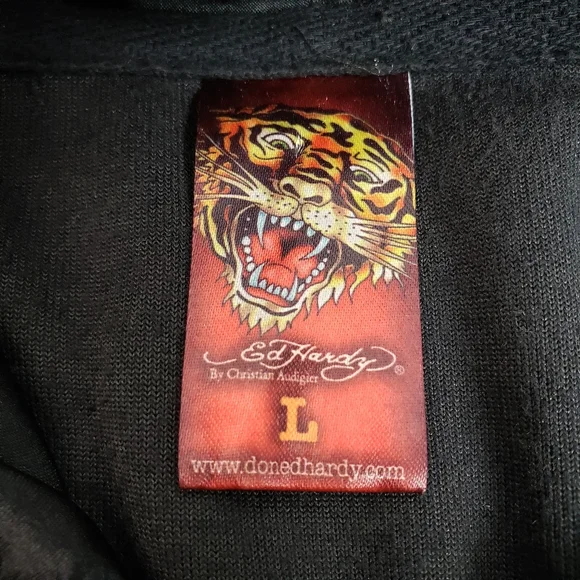 Ed Hardy®
By Christian Audigier
L
www.donedhardy.com